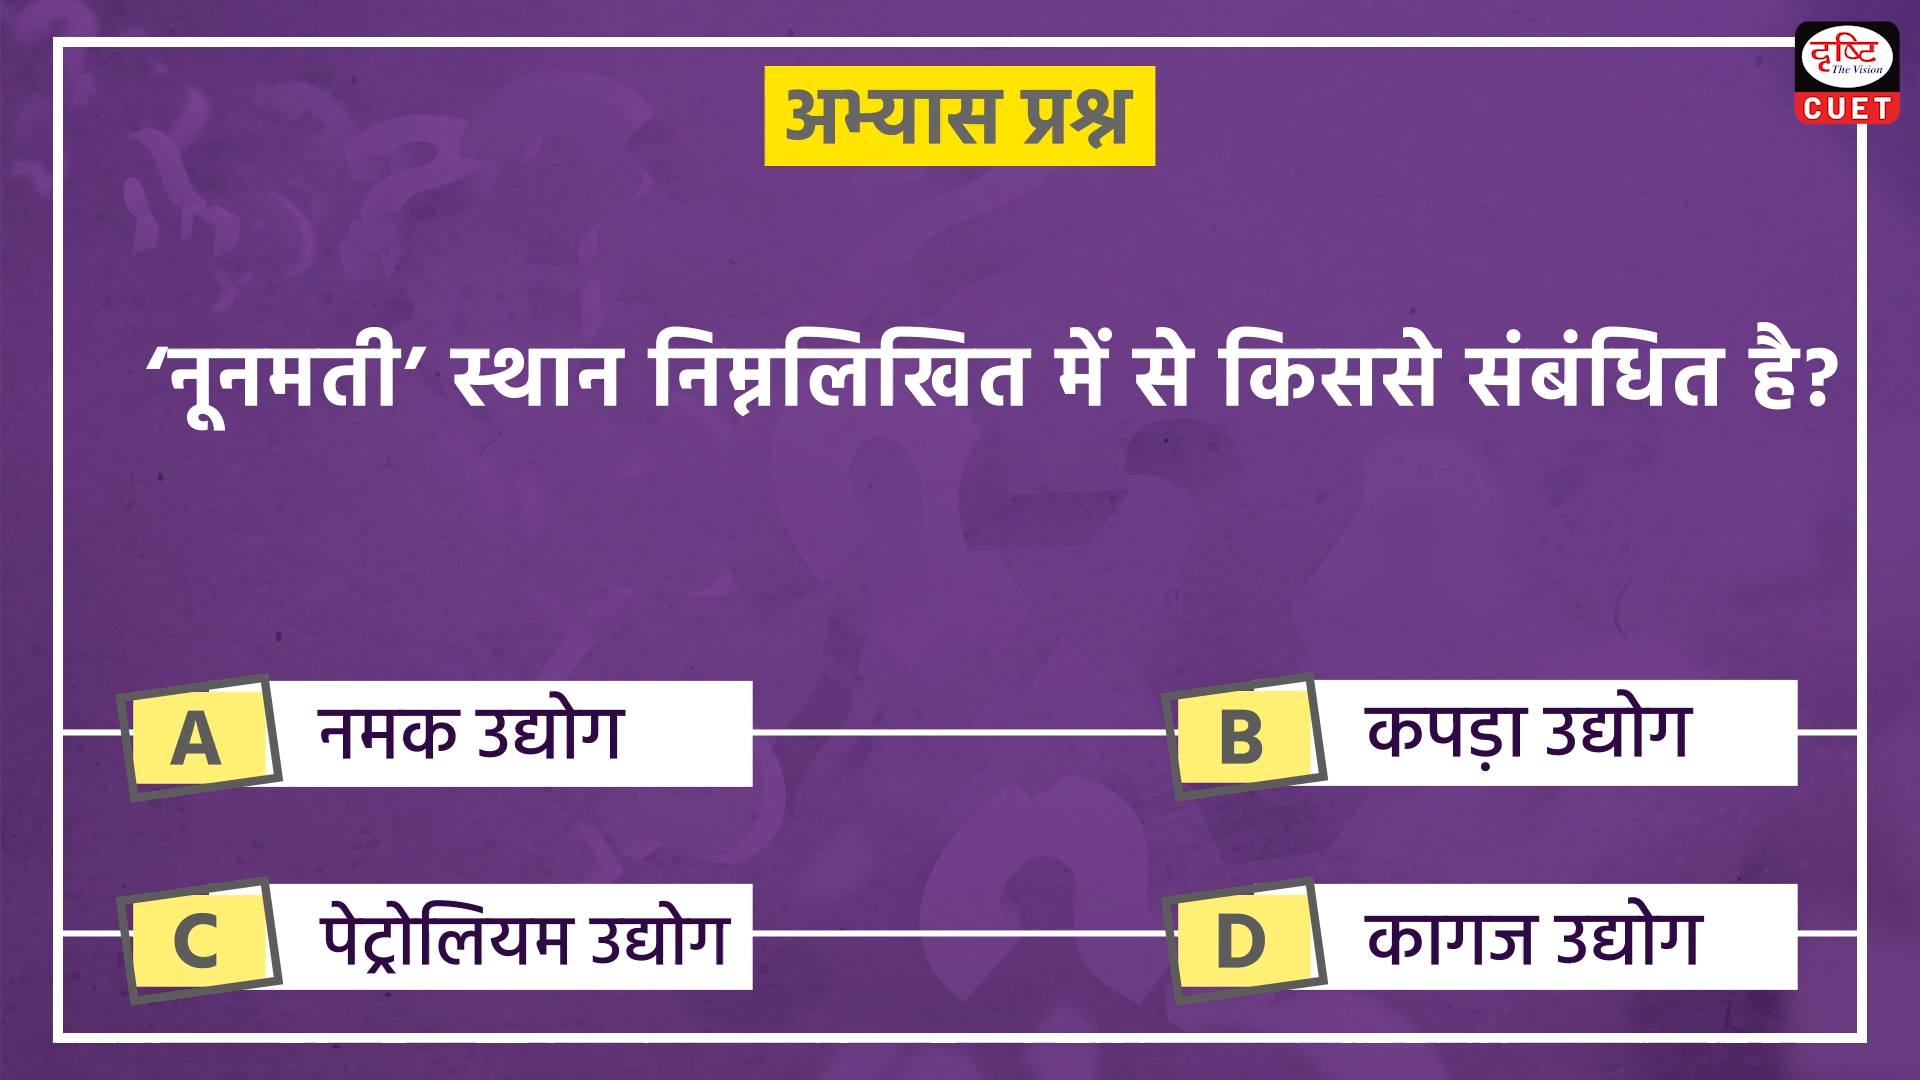 दृष्टि
The Vision
CUET
अभ्यास प्रश्न
‘नूनमती’ स्थान निम्नलिखित में से किससे संबंधित है?
A नमक उद्योग
B कपड़ा उद्योग
C पेट्रोलियम उद्योग
D कागज उद्योग